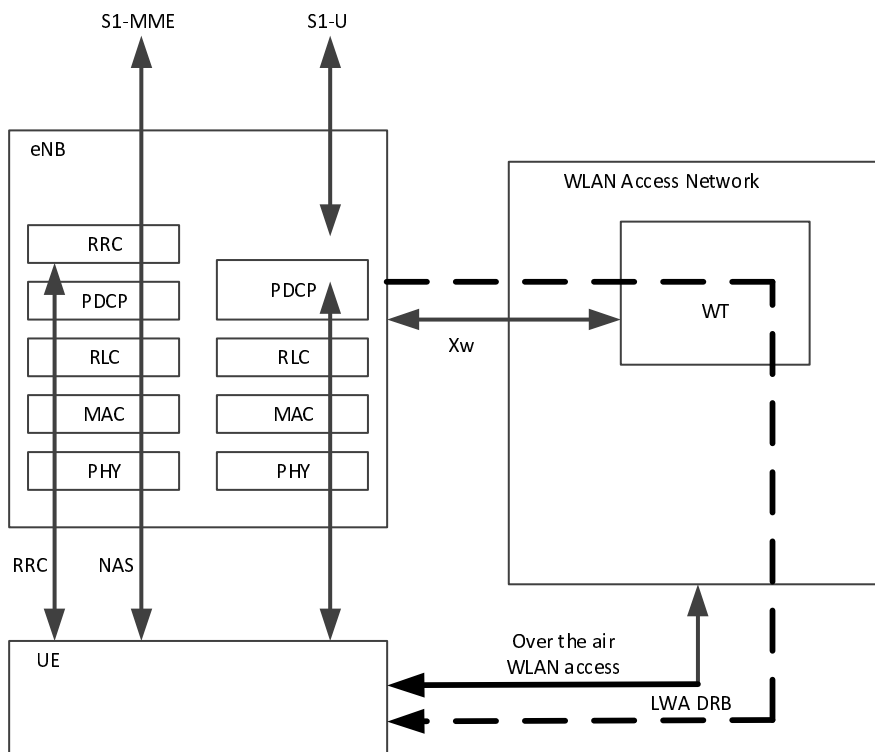 S1-MME
S1-U
eNB
WLAN Access Network
RRC
PDCP
PDCP
WT
Xw
RLC
RLC
MAC
MAC
PHY
PHY
RRC
NAS
Over the air
WLAN access
UE
LWA DRB